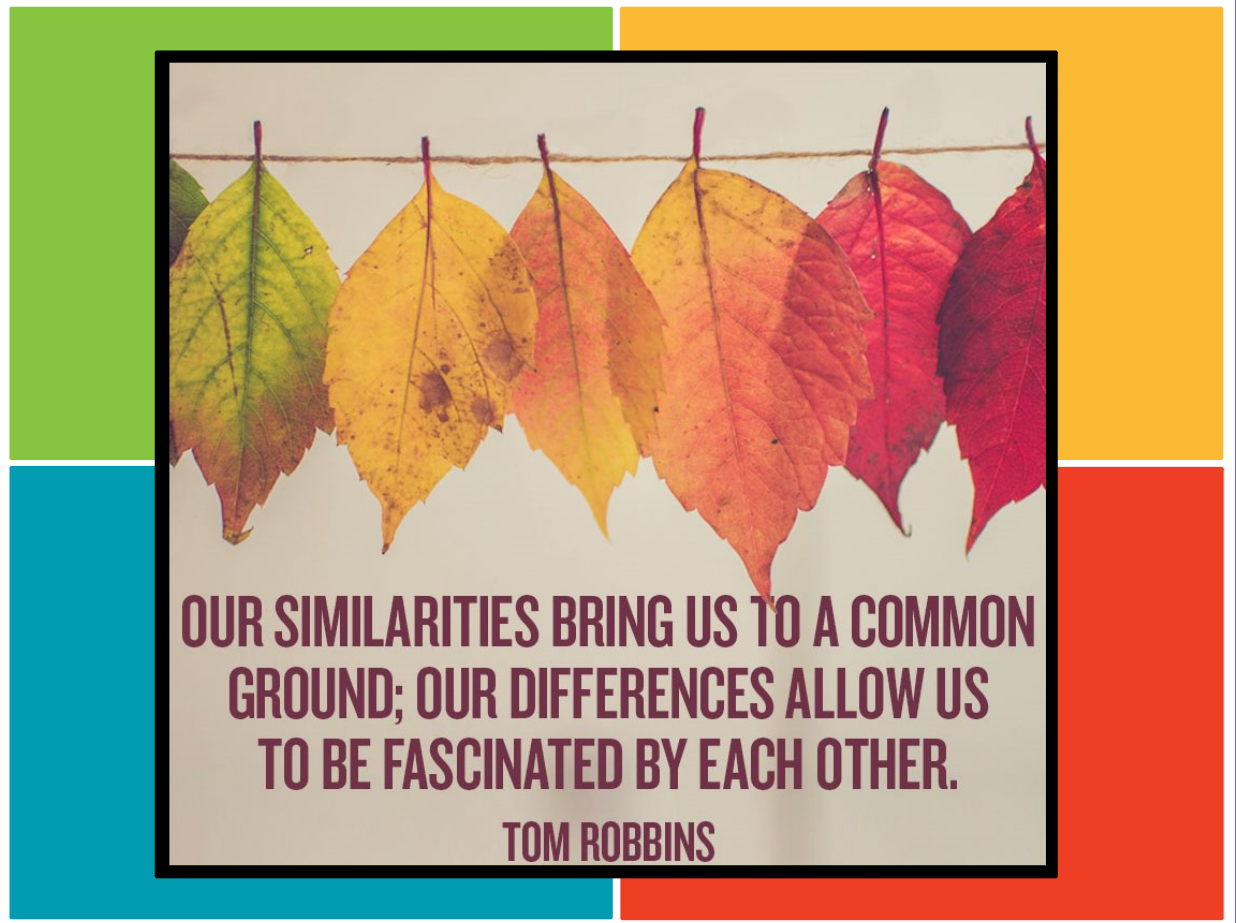 OUR SIMILARITIES BRING US TO A COMMON
GROUND; OUR DIFFERENCES ALLOW US
TO BE FASCINATED BY EACH OTHER.
TOM ROBBINS